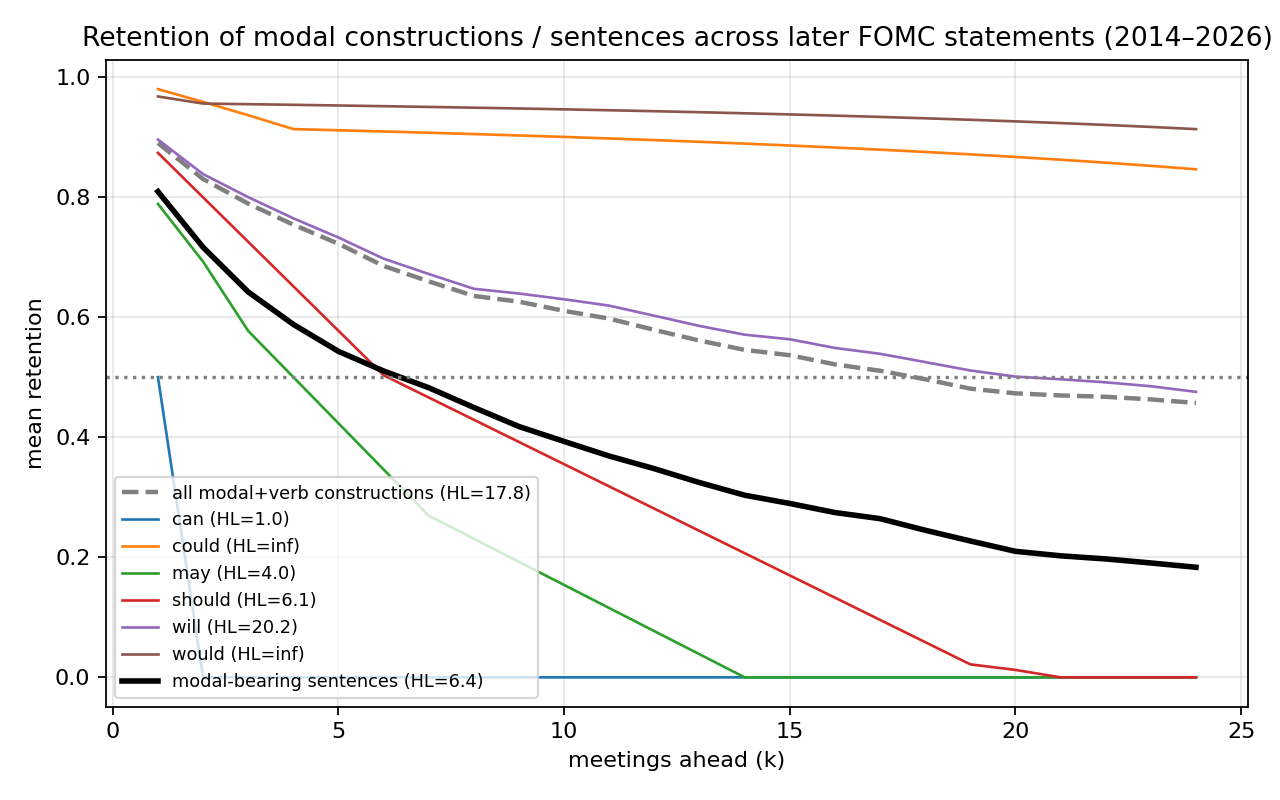 Retention of modal constructions / sentences across later FOMC statements (2014–2026)
mean retention
1.0
0.8
0.6
0.4
0.2
0.0
all modal+verb constructions (HL=17.8)
can (HL=1.0)
could (HL=inf)
may (HL=4.0)
should (HL=6.1)
will (HL=20.2)
would (HL=inf)
modal-bearing sentences (HL=6.4)
0 5 10 15 20 25
meetings ahead (k)